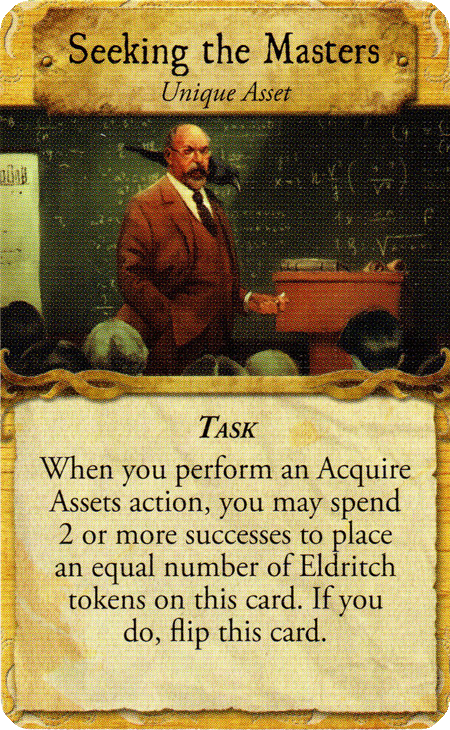 Seeking the Masters
Unique Asset
TASK
When you perform an Acquire
Assets action, you may spend
2 or more successes to place
an equal number of Eldritch
tokens on this card. If you
do, flip this card.